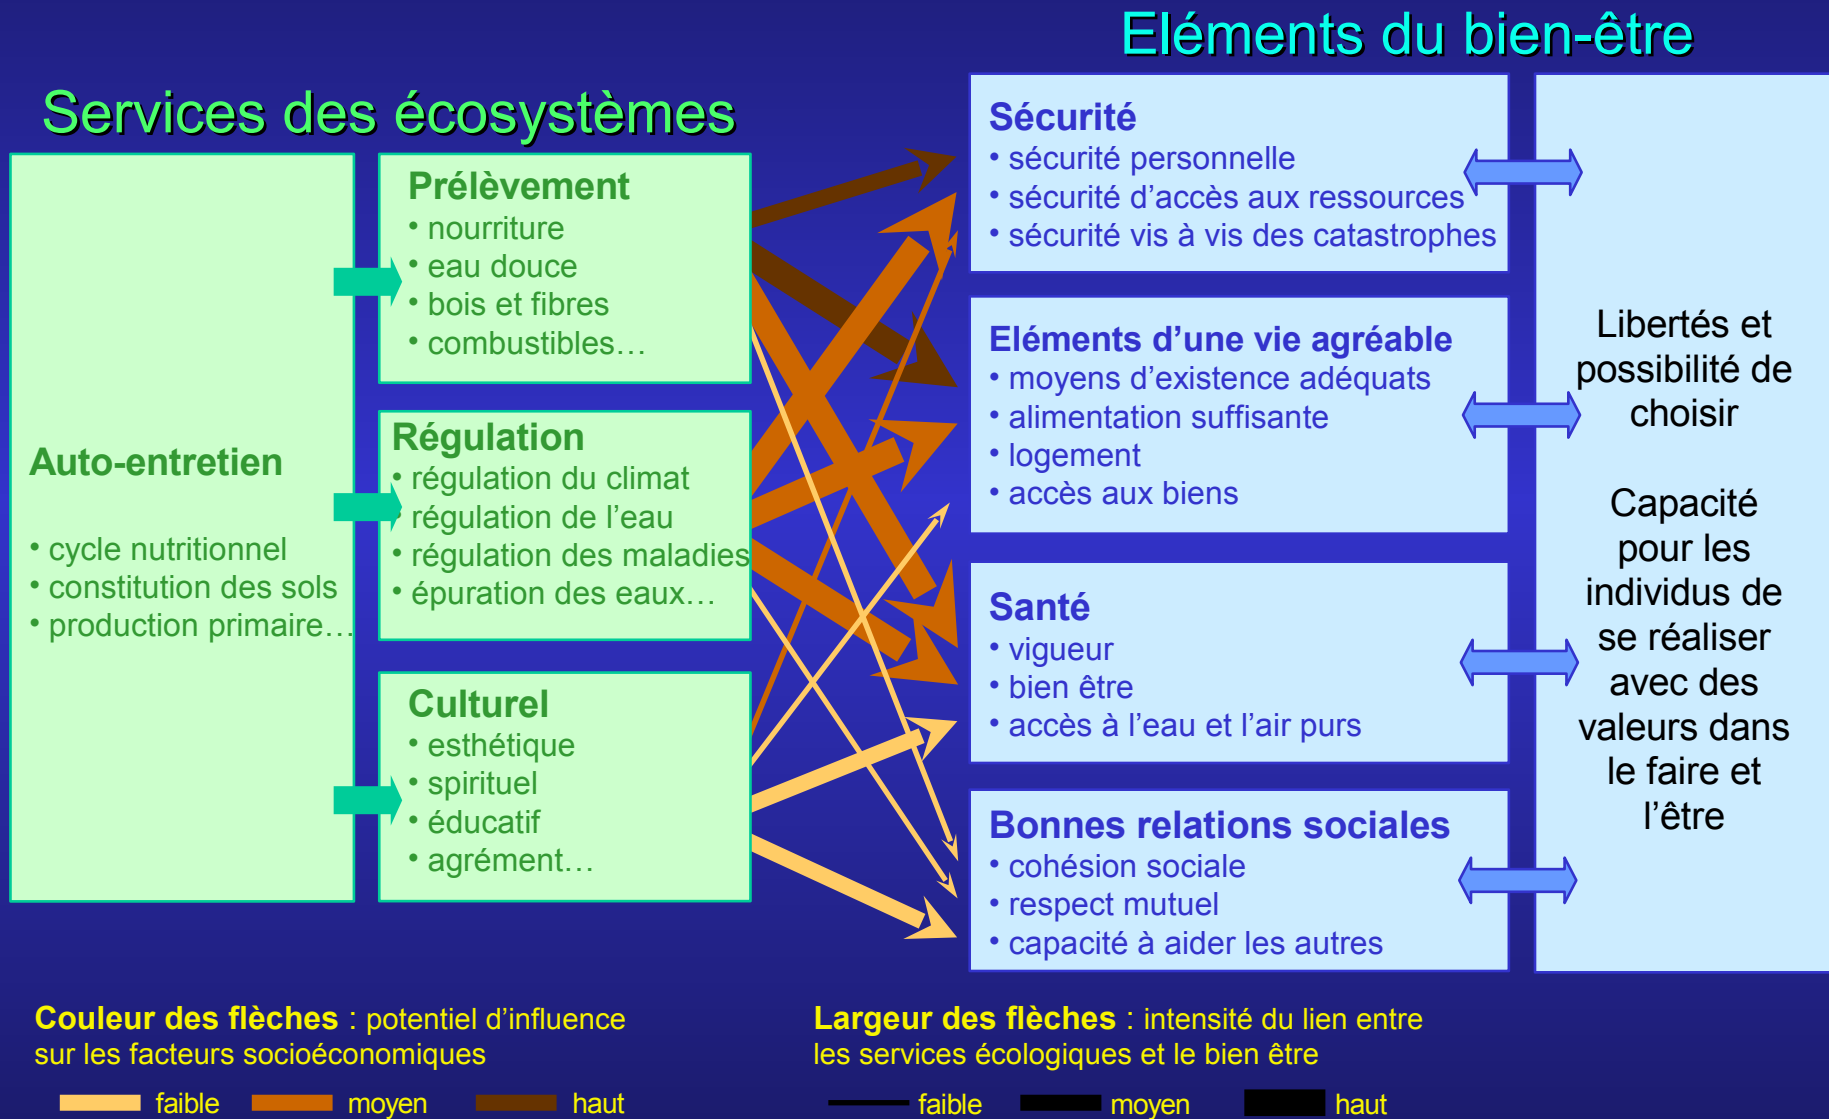 Eléments du bien-être
Services des écosystèmes
Auto-entretien
• cycle nutritionnel
• constitution des sols
• production primaire…
Prélèvement
• nourriture
• eau douce
• bois et fibres
• combustibles…
Régulation
• régulation du climat
• régulation de l’eau
• régulation des maladies
• épuration des eaux…
Culturel
• esthétique
• spirituel
• éducatif
• agrément…
Sécurité
• sécurité personnelle
• sécurité d’accès aux ressources
• sécurité vis à vis des catastrophes
Eléments d’une vie agréable
• moyens d’existence adéquats
• alimentation suffisante
• logement
• accès aux biens
Santé
• vigueur
• bien être
• accès à l’eau et l’air purs
Bonnes relations sociales
• cohésion sociale
• respect mutuel
• capacité à aider les autres
Libertés et
possibilité de
choisir
Capacité
pour les
individus de
se réaliser
avec des
valeurs dans
le faire et
l’être
Couleur des flèches : potentiel d’influence
sur les facteurs socioéconomiques
faible moyen haut
Largeur des flèches : intensité du lien entre
les services écologiques et le bien être
faible moyen haut